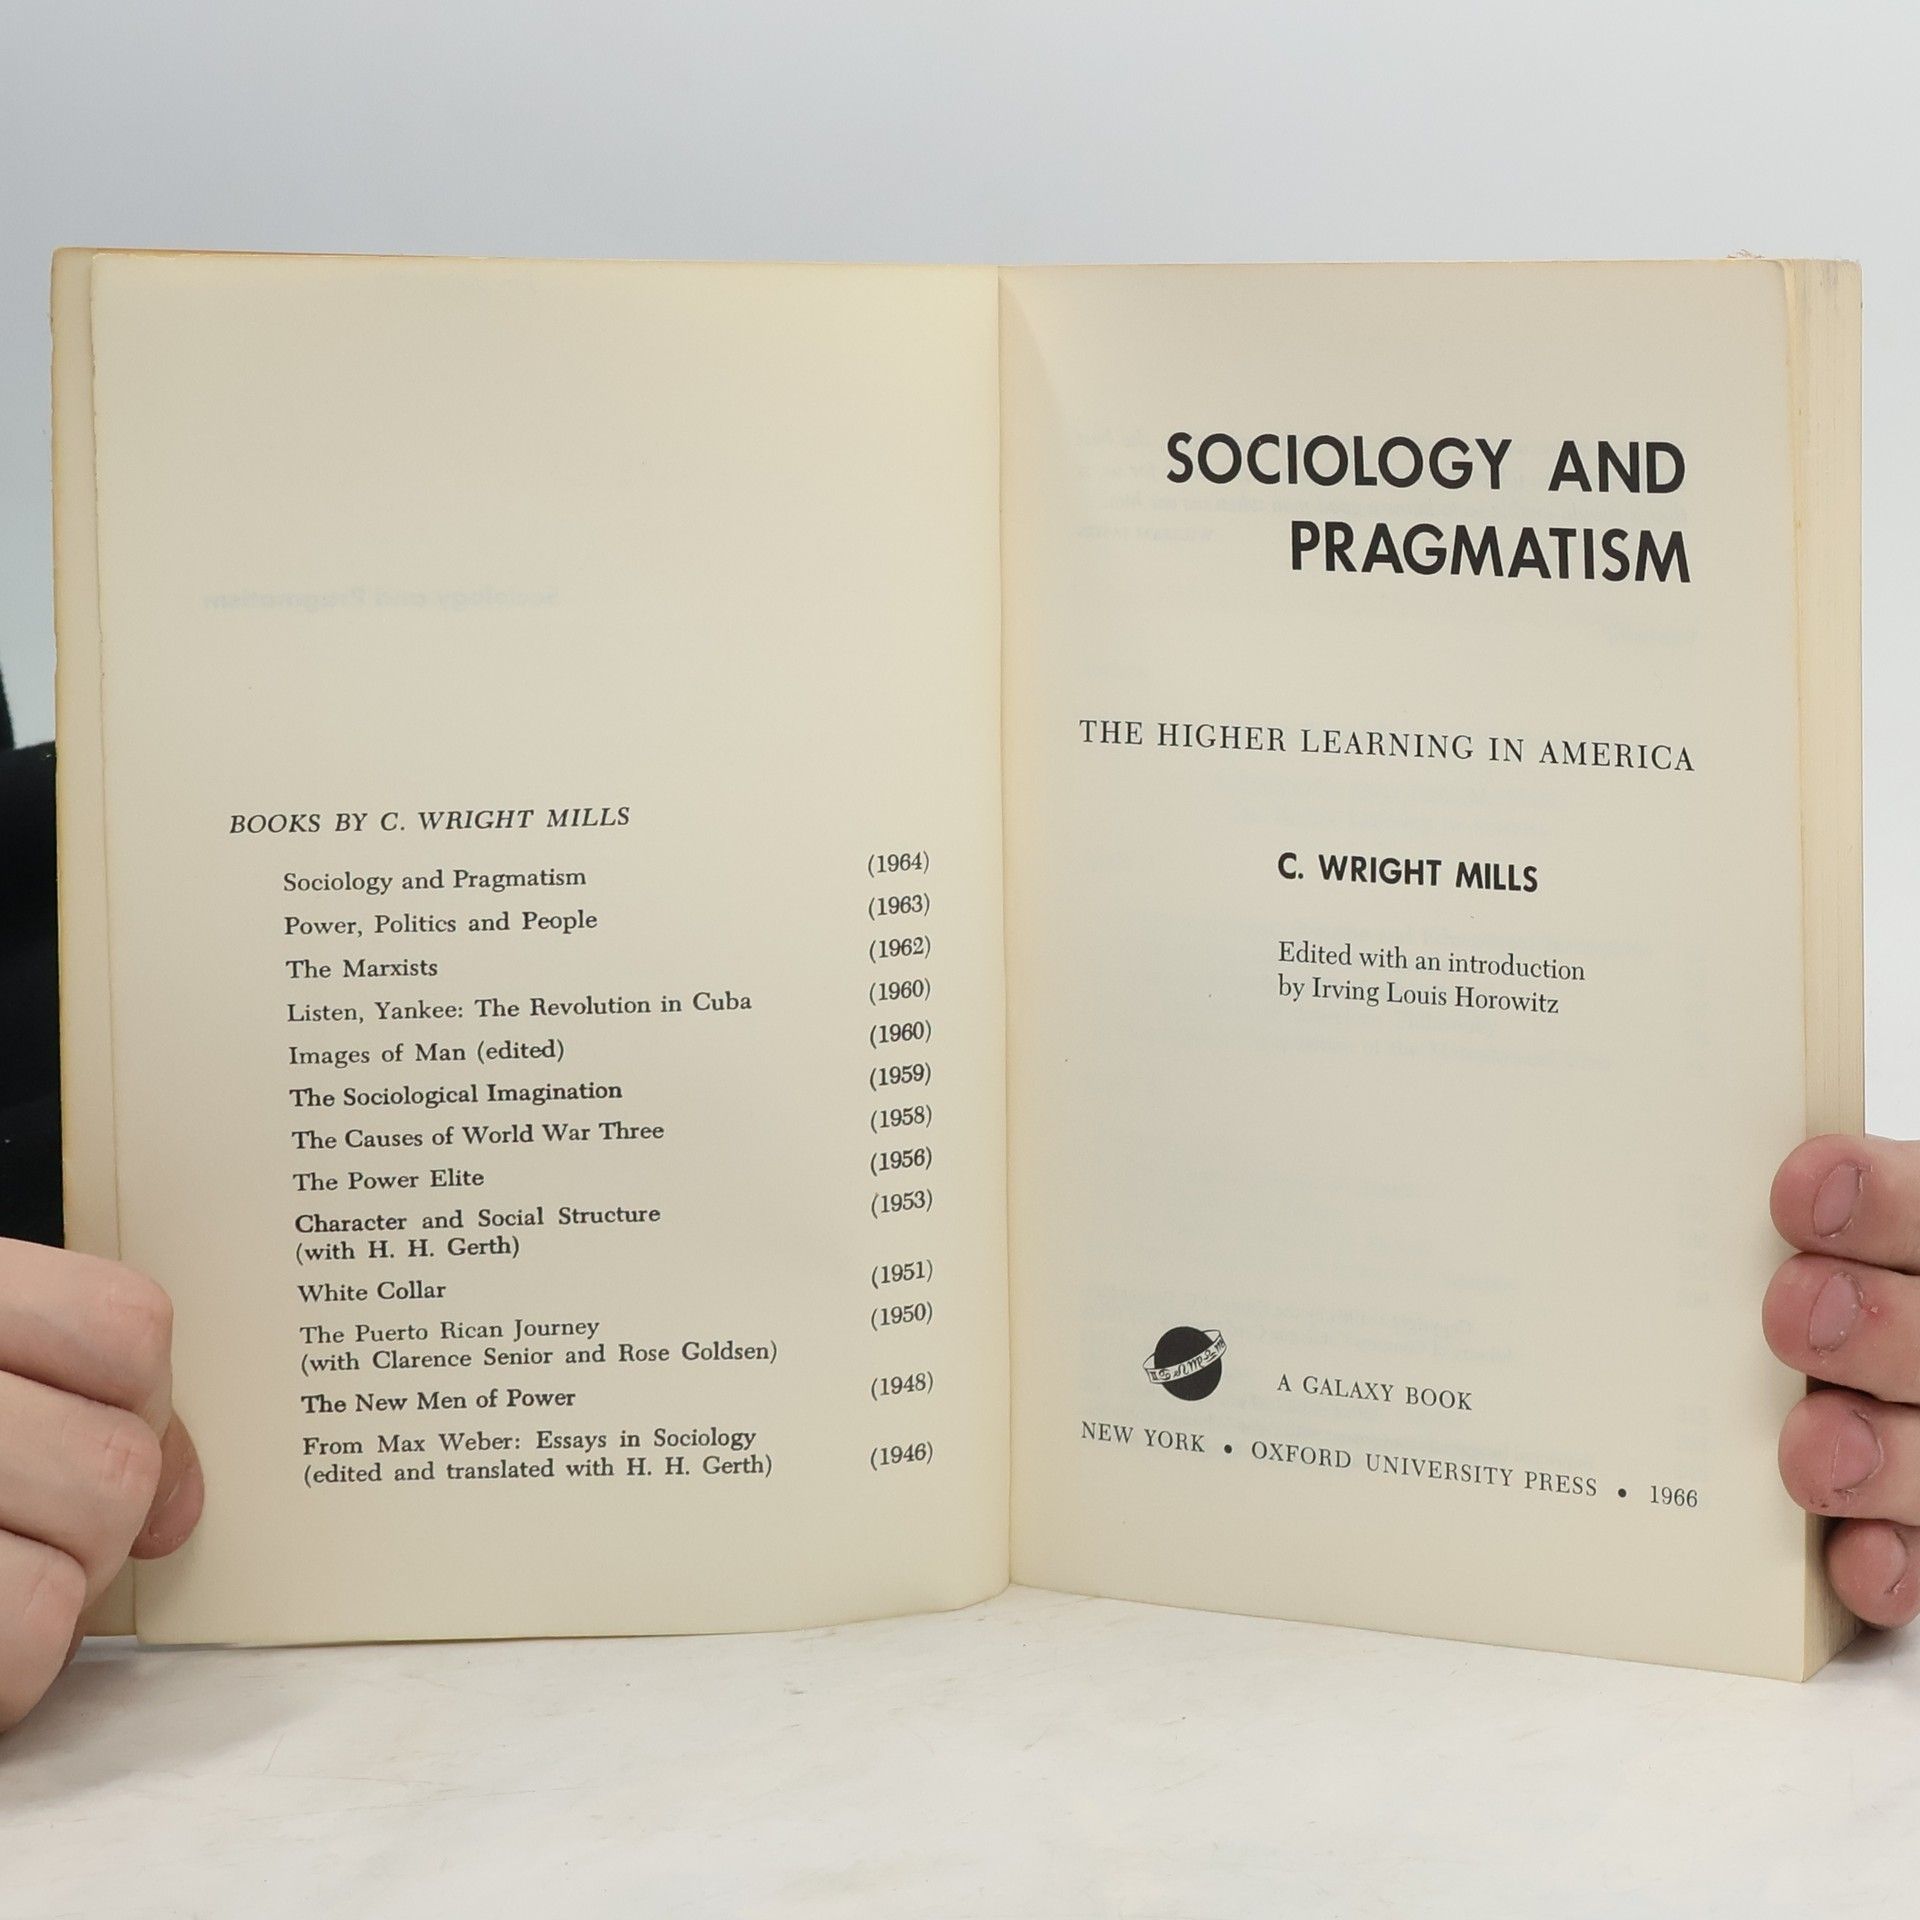 BOOKS BY C. WRIGHT MILLS
Sociology and Pragmatism (1964)
Power, Politics and People (1963)
The Marxists (1962)
Listen, Yankee: The Revolution in Cuba (1960)
Images of Man (edited) (1960)
The Sociological Imagination (1959)
The Causes of World War Three (1958)
The Power Elite (1956)
Character and Social Structure (1953)
(with H. H. Gerth)
White Collar (1951)
The Puerto Rican Journey (1950)
(with Clarence Senior and Rose Goldsen)
The New Men of Power (1948)
From Max Weber: Essays in Sociology
(edited and translated with H. H. Gerth) (1946)
SOCIOLOGY AND
PRAGMATISM
THE HIGHER LEARNING IN AMERICA
C. WRIGHT MILLS
Edited with an introduction
by Irving Louis Horowitz
A GALAXY BOOK
NEW YORK • OXFORD UNIVERSITY PRESS • 1966